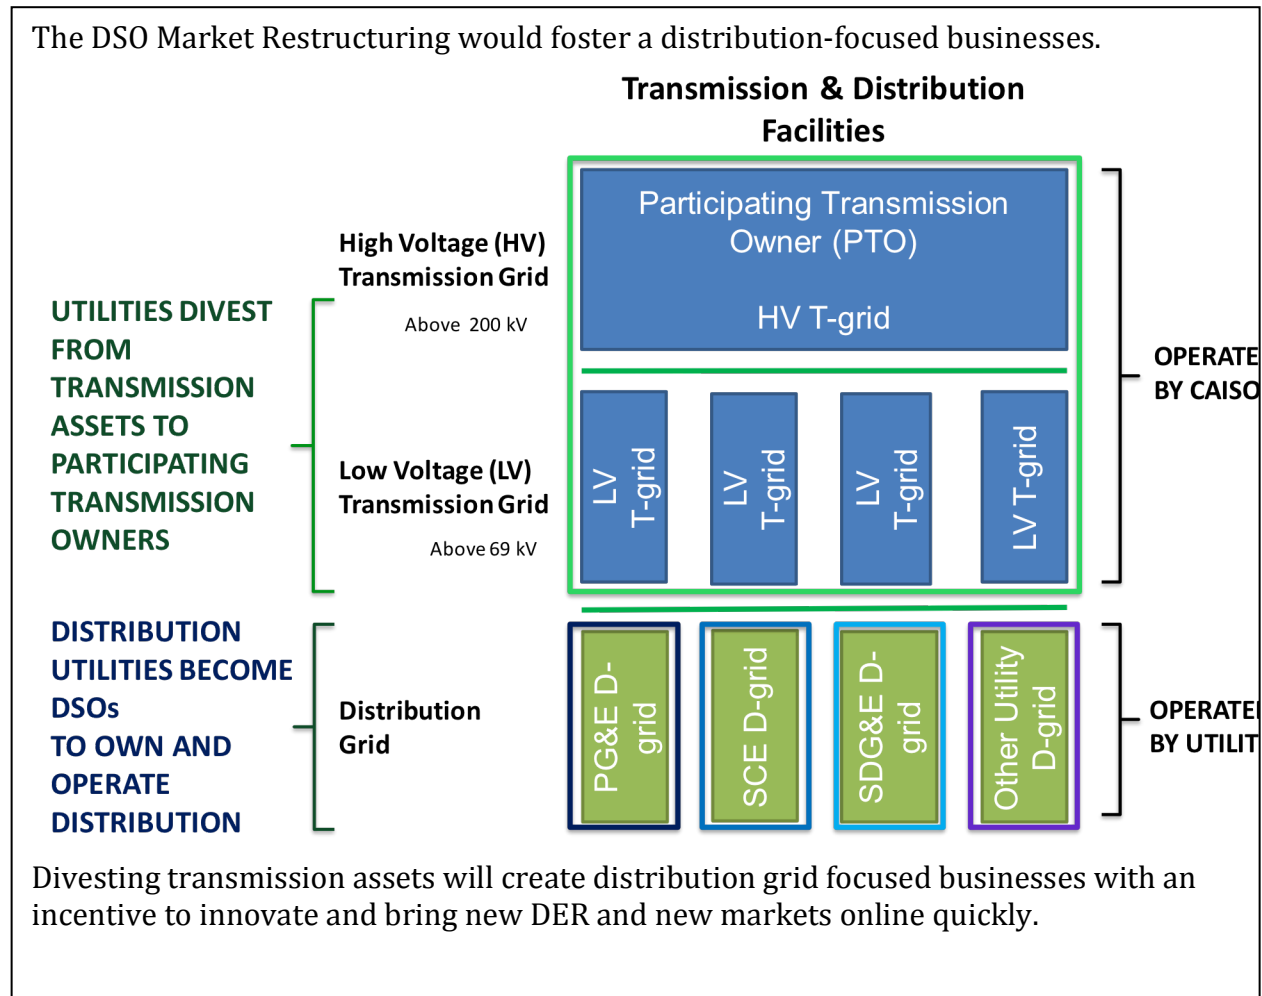 The DSO Market Restructuring would foster a distribution-focused businesses.
Transmission & Distribution
Facilities
Participating Transmission
Owner (PTO)
HV T-grid
High Voltage (HV)
Transmission Grid
Above 200 kV
UTILITIES DIVEST
FROM
TRANSMISSION
ASSETS TO
PARTICIPATING
TRANSMISSION
OWNERS
OPERATE
BY CAISO
Low Voltage (LV)
Transmission Grid
Above 69 kV
LV
T-grid
LV
T-grid
LV
T-grid
LV T-grid
DISTRIBUTION
UTILITIES BECOME
DSOs
TO OWN AND
OPERATE
DISTRIBUTION
Distribution
Grid
PG&E D-
grid
SCE D-grid
SDG&E D-
grid
Other Utility
D-grid
OPERATE
BY UTILIT
Divesting transmission assets will create distribution grid focused businesses with an
incentive to innovate and bring new DER and new markets online quickly.